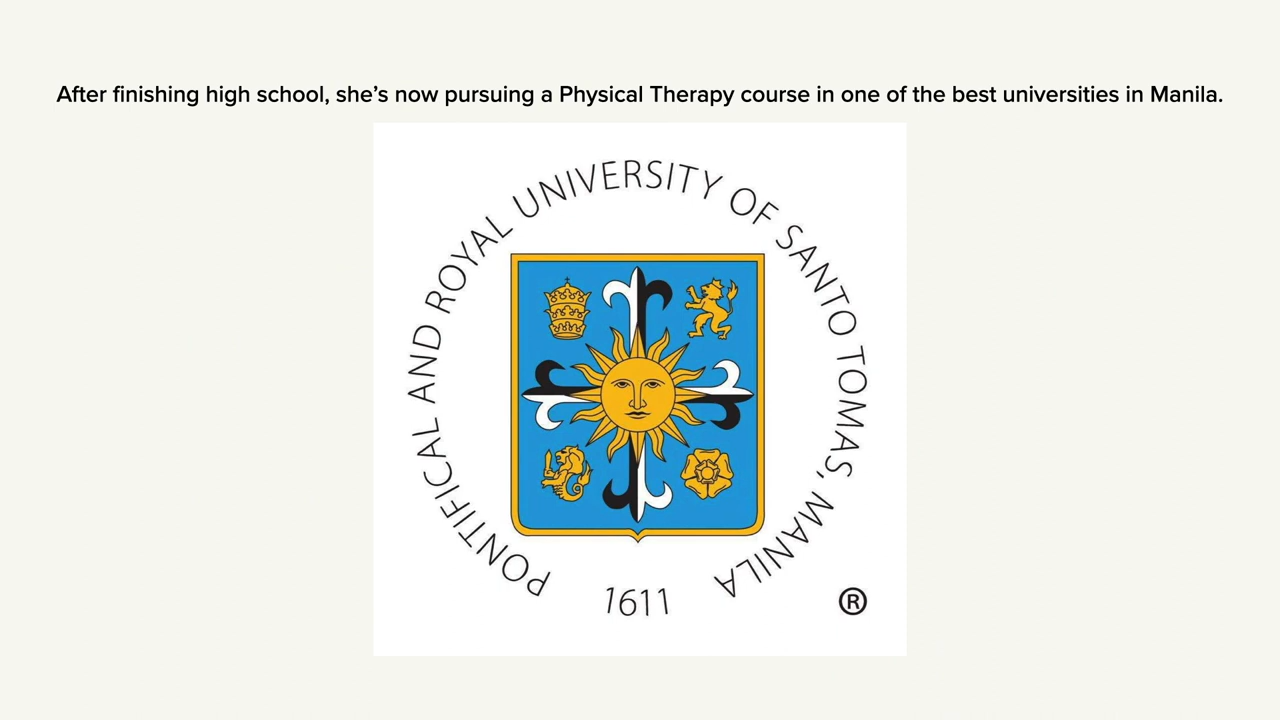 After finishing high school, she's now pursuing a Physical Therapy course in one of the best universities in Manila.
PONTIFICAL AND ROYAL UNIVERSITY OF SANTO TOMAS, MANILA
1611
®